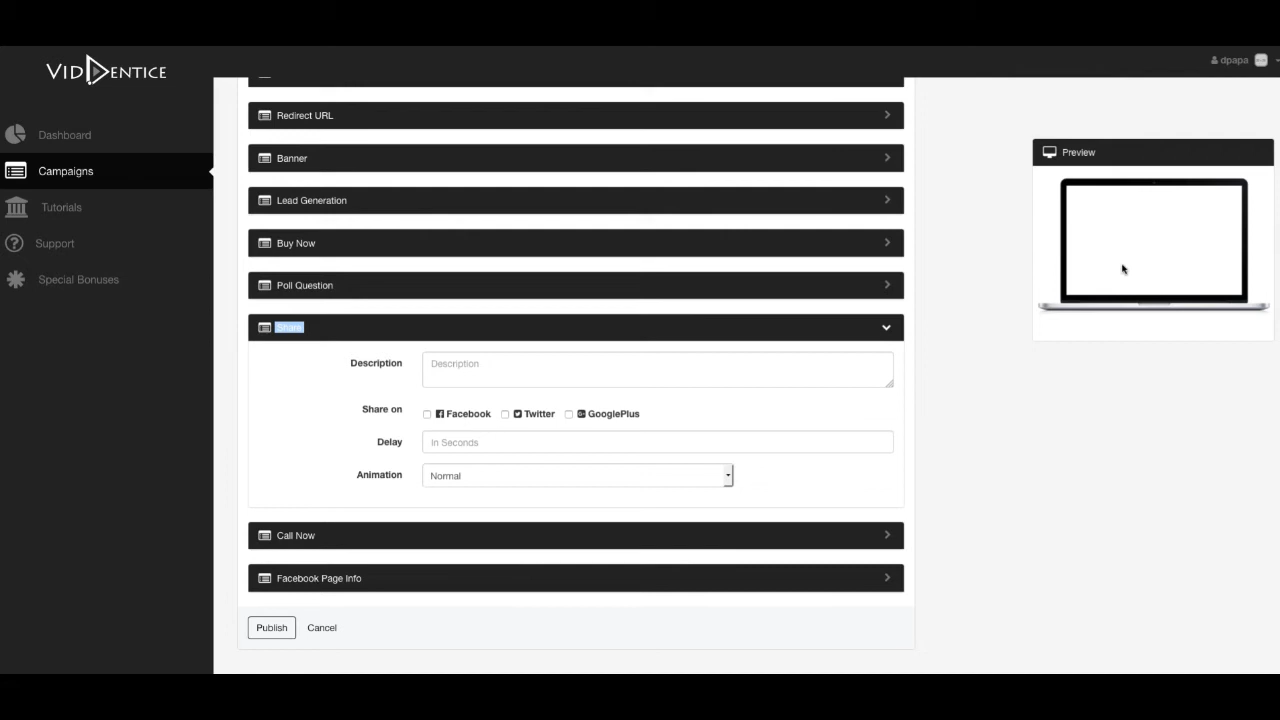 VIDENTICE
dpapa
Dashboard
Campaigns
Tutorials
Support
Special Bonuses
Redirect URL
Banner
Lead Generation
Buy Now
Poll Question
Share
Description
Description
Share on
Facebook
Twitter
GooglePlus
Delay
In Seconds
Animation
Normal
Call Now
Facebook Page Info
Publish
Cancel
Preview